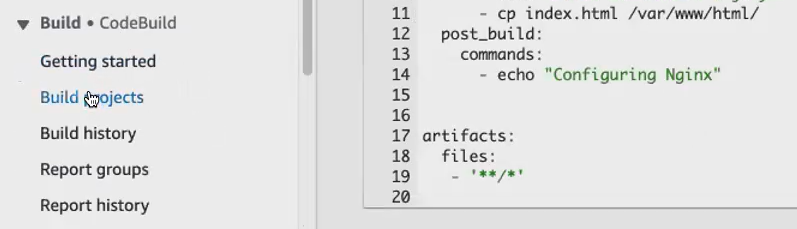 Build • CodeBuild
Getting started
Build projects
Build history
Report groups
Report history
11 - cp index.html /var/www/html/
12 post_build:
13 commands:
14 - echo "Configuring Nginx"
15
16
17 artifacts:
18 files:
19 - '**/*'
20